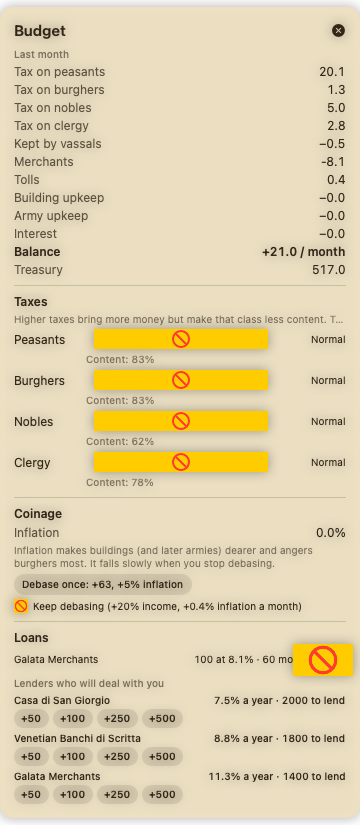 Budget
Last month
Tax on peasants 20.1
Tax on burghers 1.3
Tax on nobles 5.0
Tax on clergy 2.8
Kept by vassals −0.5
Merchants -8.1
Tolls 0.4
Building upkeep −0.0
Army upkeep −0.0
Interest −0.0
Balance +21.0 / month
Treasury 517.0
Taxes
Higher taxes bring more money but make that class less content. T...
Peasants Normal
Content: 83%
Burghers Normal
Content: 83%
Nobles Normal
Content: 62%
Clergy Normal
Content: 78%
Coinage
Inflation 0.0%
Inflation makes buildings (and later armies) dearer and angers
burghers most. It falls slowly when you stop debasing.
Debase once: +63, +5% inflation
Keep debasing (+20% income, +0.4% inflation a month)
Loans
Galata Merchants 100 at 8.1% · 60 mo
Lenders who will deal with you
Casa di San Giorgio 7.5% a year · 2000 to lend
+50 +100 +250 +500
Venetian Banchi di Scritta 8.8% a year · 1800 to lend
+50 +100 +250 +500
Galata Merchants 11.3% a year · 1400 to lend
+50 +100 +250 +500